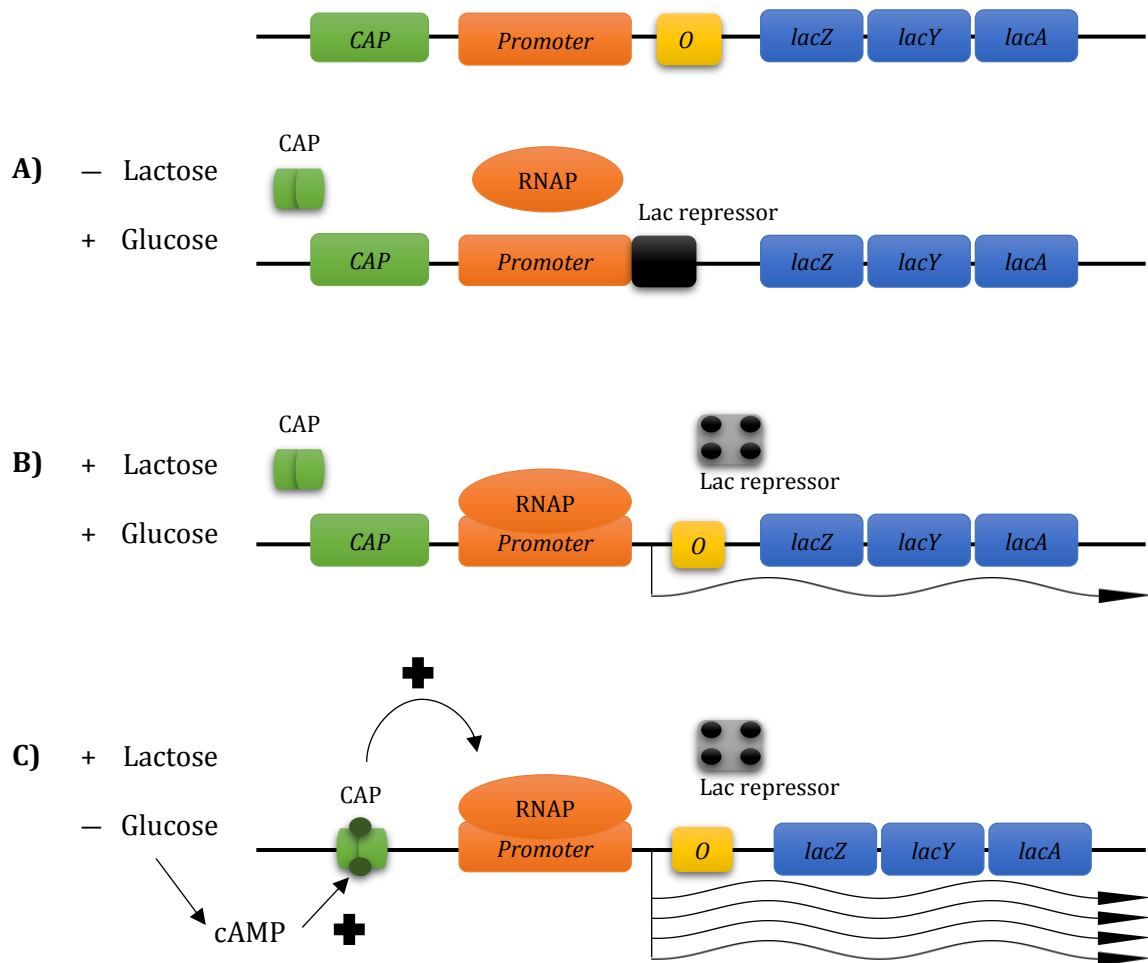 CAP Promoter O lacZ lacY lacA
A) — Lactose
+ Glucose
CAP
RNAP
Lac repressor
CAP Promoter lacZ lacY lacA
B) + Lactose
+ Glucose
CAP
RNAP
Lac repressor
CAP Promoter O lacZ lacY lacA
C) + Lactose
— Glucose
CAP
RNAP
Lac repressor
Promoter O lacZ lacY lacA
cAMP